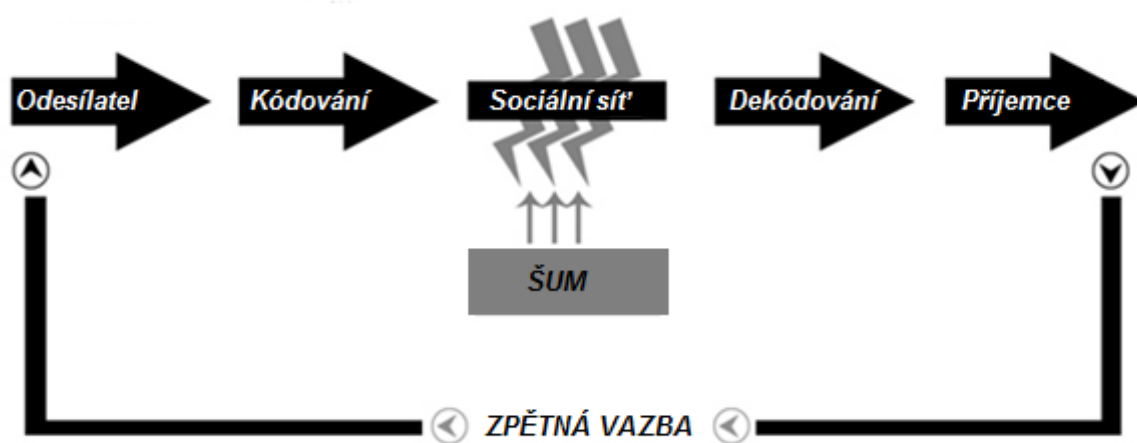 Odesílatel
Kódování
Sociální síť
Dekódování
Příjemce
ŠUM
ZPĚTNÁ VAZBA